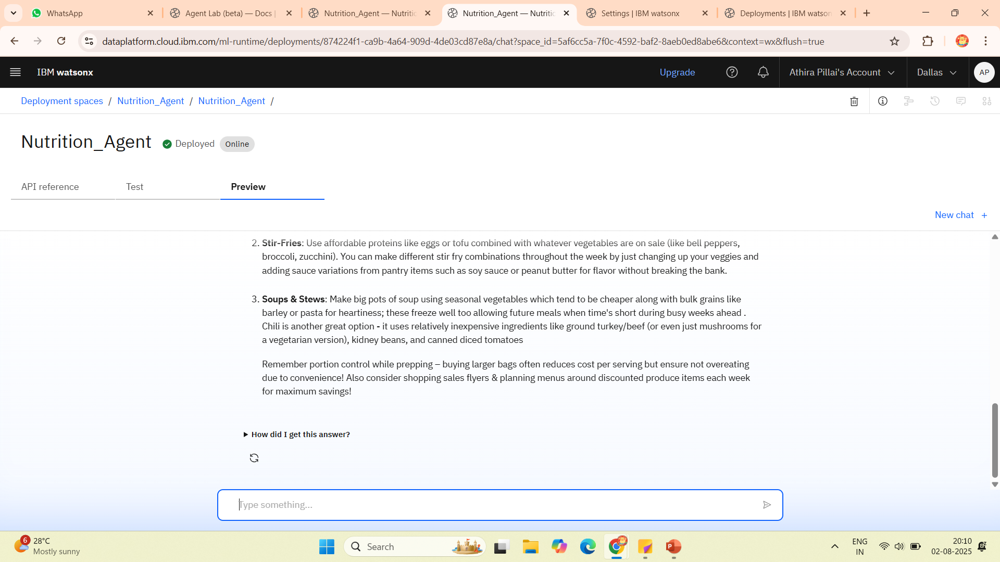 WhatsApp
Agent Lab (beta) — Docs |
Nutrition_Agent — Nutritic
Nutrition_Agent — Nutritic
Settings | IBM watsonx
Deployments | IBM watson
dataplatform.cloud.ibm.com/ml-runtime/deployments/874224f1-ca9b-4a64-909d-4de03cd87e8a/chat?space_id=5af6cc5a-7f0c-4592-baf2-8aeb0ed8abe6&context=wx&flush=true
IBM watsonx
Upgrade
Athira Pillai's Account
Dallas
AP
Deployment spaces / Nutrition_Agent / Nutrition_Agent /
Nutrition_Agent
Deployed
Online
API reference
Test
Preview
New chat +
2. Stir-Fries: Use affordable proteins like eggs or tofu combined with whatever vegetables are on sale (like bell peppers,
broccoli, zucchini). You can make different stir fry combinations throughout the week by just changing up your veggies and
adding sauce variations from pantry items such as soy sauce or peanut butter for flavor without breaking the bank.
3. Soups & Stews: Make big pots of soup using seasonal vegetables which tend to be cheaper along with bulk grains like
barley or pasta for heartiness; these freeze well too allowing future meals when time's short during busy weeks ahead .
Chili is another great option - it uses relatively inexpensive ingredients like ground turkey/beef (or even just mushrooms for
a vegetarian version), kidney beans, and canned diced tomatoes
Remember portion control while prepping – buying larger bags often reduces cost per serving but ensure not overeating
due to convenience! Also consider shopping sales flyers & planning menus around discounted produce items each week
for maximum savings!
How did I get this answer?
Type something...
6
28°C
Mostly sunny
Search
P
ENG
IN
20:10
02-08-2025